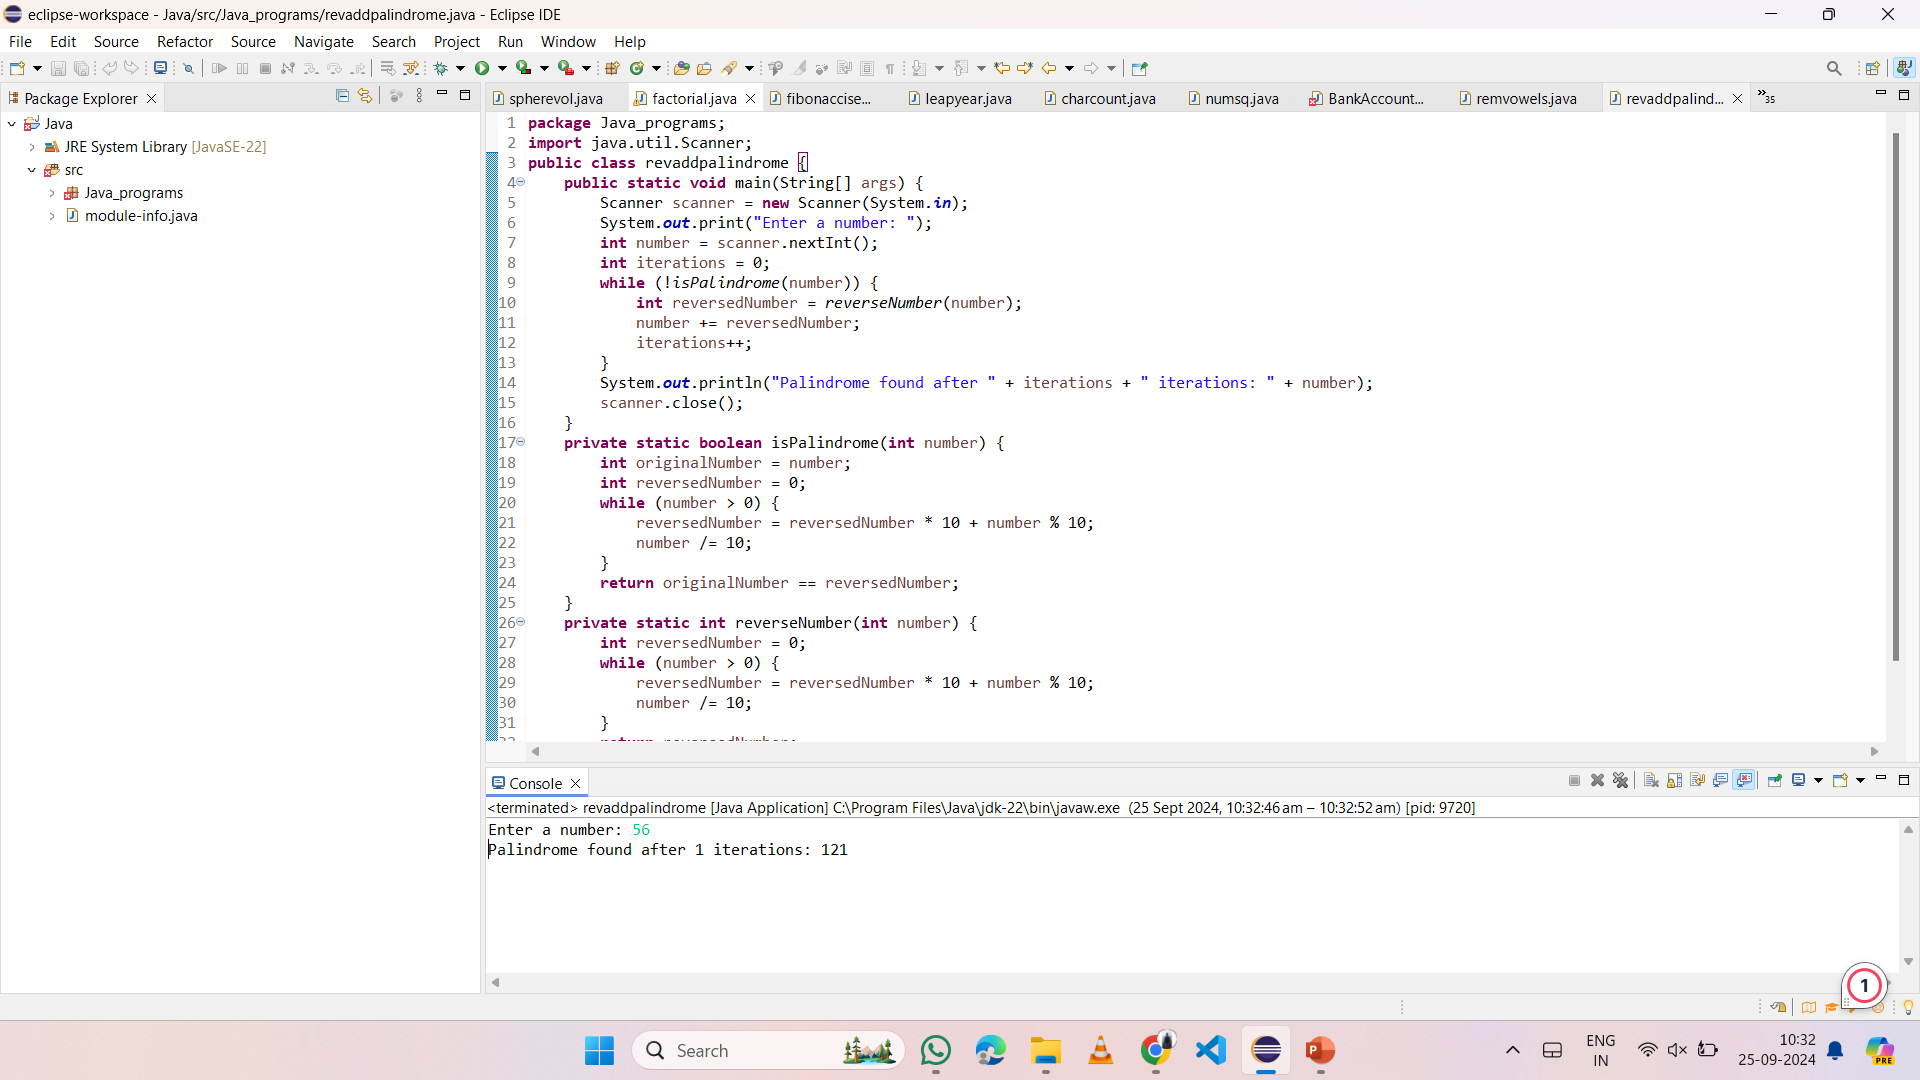 eclipse-workspace - Java/src/Java_programs/revaddpalindrome.java - Eclipse IDE
File Edit Source Refactor Source Navigate Search Project Run Window Help
Package Explorer
Java
JRE System Library [JavaSE-22]
src
Java_programs
module-info.java
spherevol.java factorial.java fibonaccise... leapyear.java charcount.java numsq.java BankAccount... remvowels.java revaddpalind... 35
1 package Java_programs;
2 import java.util.Scanner;
3 public class revaddpalindrome {
4 public static void main(String[] args) {
5 Scanner scanner = new Scanner(System.in);
6 System.out.print("Enter a number: ");
7 int number = scanner.nextInt();
8 int iterations = 0;
9 while (!isPalindrome(number)) {
10 int reversedNumber = reverseNumber(number);
11 number += reversedNumber;
12 iterations++;
13 }
14 System.out.println("Palindrome found after " + iterations + " iterations: " + number);
15 scanner.close();
16 }
17 private static boolean isPalindrome(int number) {
18 int originalNumber = number;
19 int reversedNumber = 0;
20 while (number > 0) {
21 reversedNumber = reversedNumber * 10 + number % 10;
22 number /= 10;
23 }
24 return originalNumber == reversedNumber;
25 }
26 private static int reverseNumber(int number) {
27 int reversedNumber = 0;
28 while (number > 0) {
29 reversedNumber = reversedNumber * 10 + number % 10;
30 number /= 10;
31 }
Console
<terminated> revaddpalindrome [Java Application] C:\Program Files\Java\jdk-22\bin\javaw.exe (25 Sept 2024, 10:32:46 am – 10:32:52 am) [pid: 9720]
Enter a number: 56
Palindrome found after 1 iterations: 121
1
Search
ENG
IN
10:32
25-09-2024
PRE